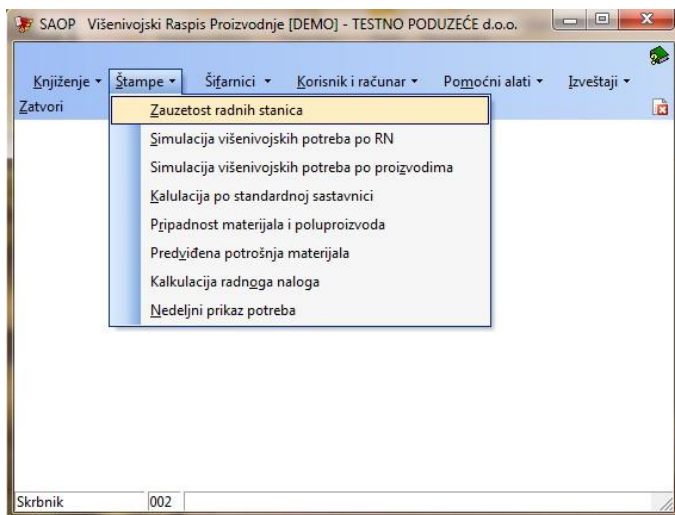 SAOP Višenivojski Raspis Proizvodnje [DEMO] - TESTNO PODUZEĆE d.o.o.
Knjiženje Štampe Šifarnici Korisnik i računar Pomoćni alati Izveštaji
Zatvori
Zauzetost radnih stanica
Simulacija višenivojskih potreba po RN
Simulacija višenivojskih potreba po proizvodima
Kalulacija po standardnoj sastavnici
Pripadnost materijala i poluproizvoda
Predviđena potrošnja materijala
Kalkulacija radnoga naloga
Nedeljni prikaz potreba
Skrbnik 002